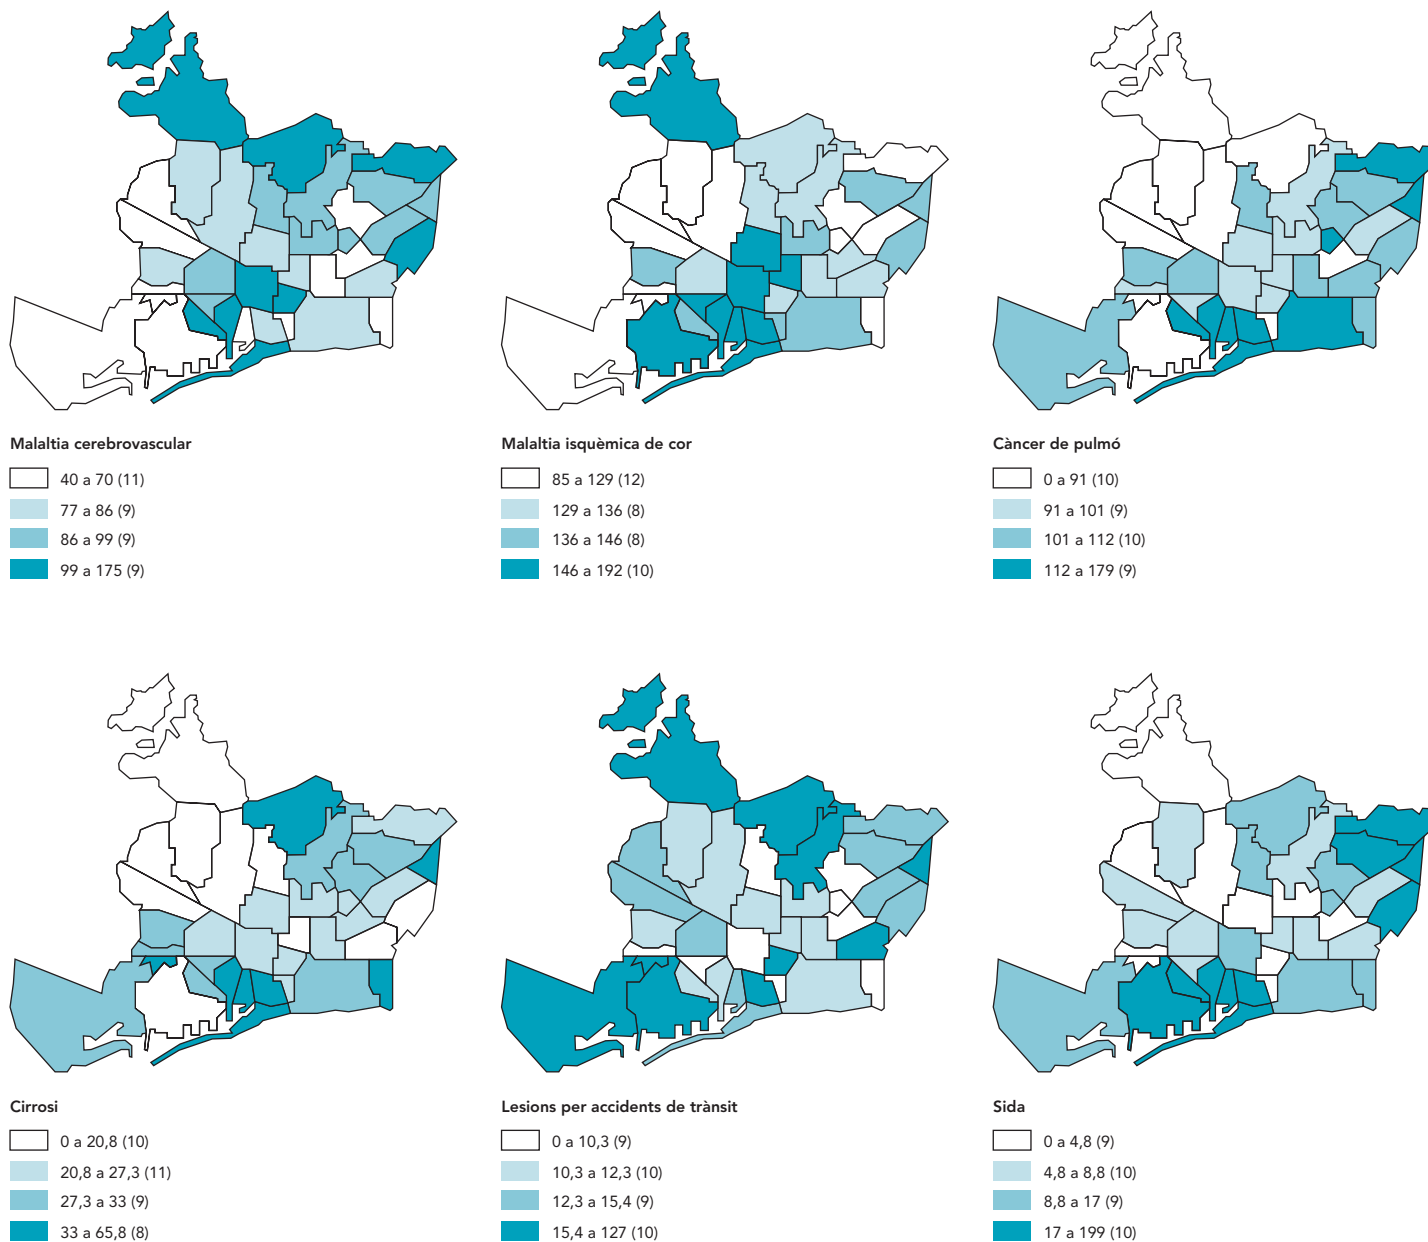 Malaltia cerebrovascular
40 a 70 (11)
77 a 86 (9)
86 a 99 (9)
99 a 175 (9)
Malaltia isquèmica de cor
85 a 129 (12)
129 a 136 (8)
136 a 146 (8)
146 a 192 (10)
Càncer de pulmó
0 a 91 (10)
91 a 101 (9)
101 a 112 (10)
112 a 179 (9)
Cirrosi
0 a 20,8 (10)
20,8 a 27,3 (11)
27,3 a 33 (9)
33 a 65,8 (8)
Lesions per accidents de trànsit
0 a 10,3 (9)
10,3 a 12,3 (10)
12,3 a 15,4 (9)
15,4 a 127 (10)
Sida
0 a 4,8 (9)
4,8 a 8,8 (10)
8,8 a 17 (9)
17 a 199 (10)